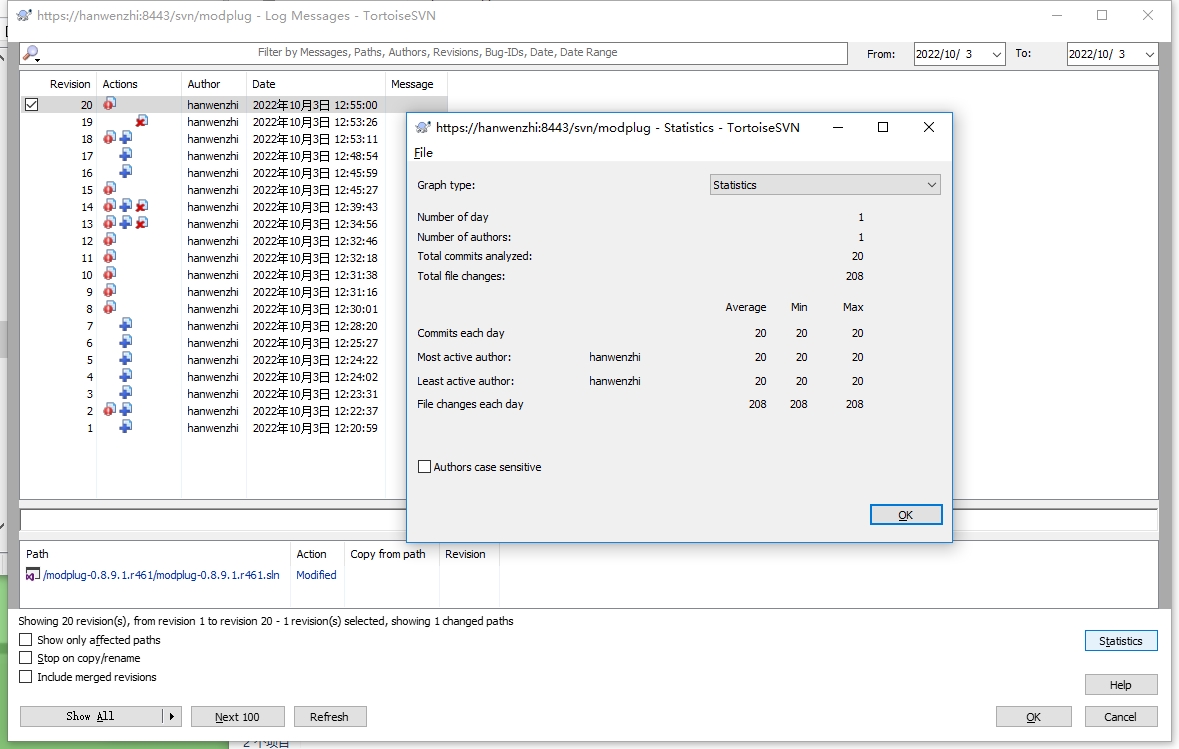 https://hanwenzhi:8443/svn/modplug - Log Messages - TortoiseSVN
Filter by Messages, Paths, Authors, Revisions, Bug-IDs, Date, Date Range
From: 2022/10/ 3 To: 2022/10/ 3
Revision Actions Author Date Message
20 hanwenzhi 2022年10月3日 12:55:00
19 hanwenzhi 2022年10月3日 12:53:26
18 hanwenzhi 2022年10月3日 12:53:11
17 hanwenzhi 2022年10月3日 12:48:54
16 hanwenzhi 2022年10月3日 12:45:59
15 hanwenzhi 2022年10月3日 12:45:27
14 hanwenzhi 2022年10月3日 12:39:43
13 hanwenzhi 2022年10月3日 12:34:56
12 hanwenzhi 2022年10月3日 12:32:46
11 hanwenzhi 2022年10月3日 12:32:18
10 hanwenzhi 2022年10月3日 12:31:38
9 hanwenzhi 2022年10月3日 12:31:16
8 hanwenzhi 2022年10月3日 12:30:01
7 hanwenzhi 2022年10月3日 12:28:20
6 hanwenzhi 2022年10月3日 12:25:27
5 hanwenzhi 2022年10月3日 12:24:22
4 hanwenzhi 2022年10月3日 12:24:02
3 hanwenzhi 2022年10月3日 12:23:31
2 hanwenzhi 2022年10月3日 12:22:37
1 hanwenzhi 2022年10月3日 12:20:59
https://hanwenzhi:8443/svn/modplug - Statistics - TortoiseSVN
File
Graph type: Statistics
Number of day 1
Number of authors: 1
Total commits analyzed: 20
Total file changes: 208
Average Min Max
Commits each day 20 20 20
Most active author: hanwenzhi 20 20 20
Least active author: hanwenzhi 20 20 20
File changes each day 208 208 208
Authors case sensitive
OK
Path Action Copy from path Revision
/modplug-0.8.9.1.r461/modplug-0.8.9.1.r461.sln Modified
Showing 20 revision(s), from revision 1 to revision 20 - 1 revision(s) selected, showing 1 changed paths
Show only affected paths
Stop on copy/rename
Include merged revisions
Statistics
Help
Show All Next 100 Refresh OK Cancel
2 个项目